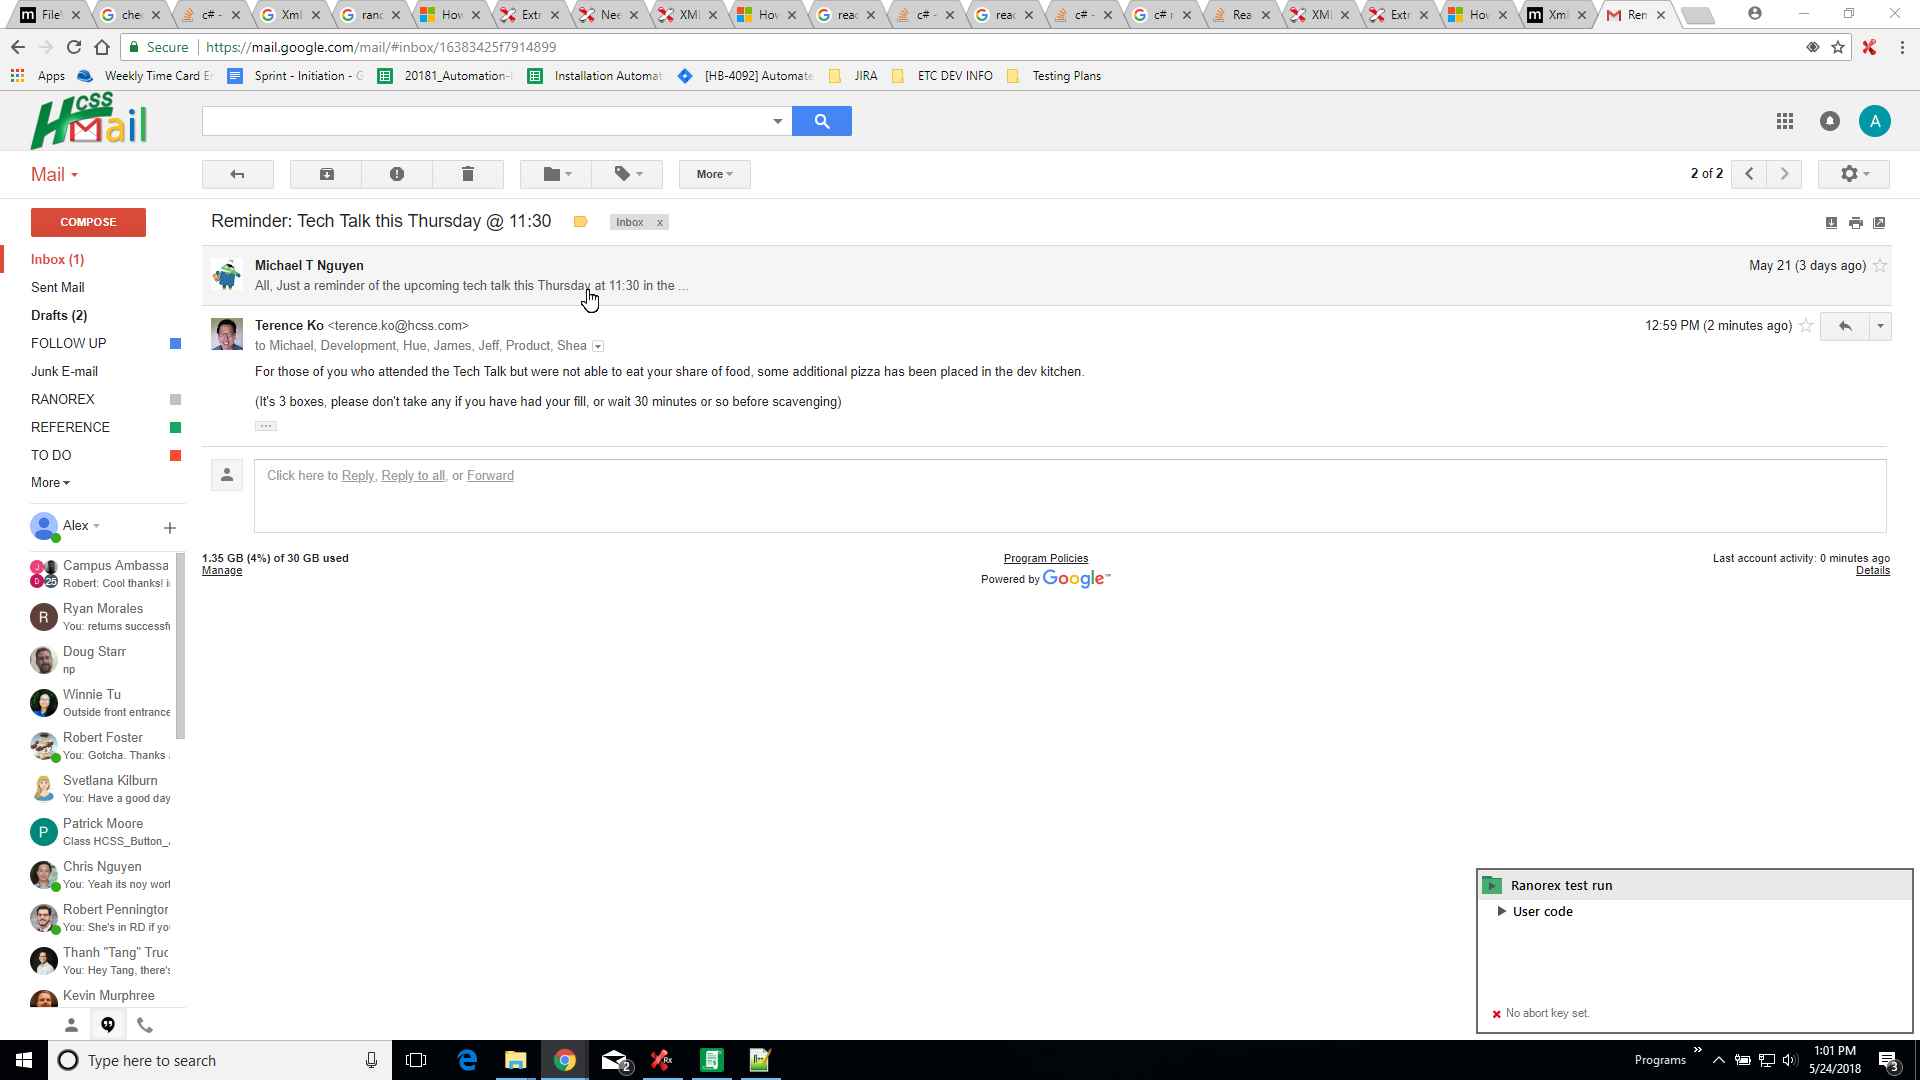 File
che
c# -
Xml
ranc
How
Extr
Nee
XMI
How
reac
c# -
reac
c# -
c# r
Rea
XMI
Extr
How
Xml
Ren
Secure
https://mail.google.com/mail/#inbox/16383425f7914899
Apps
Weekly Time Card Er
Sprint - Initiation - G
20181_Automation-
Installation Automat
[HB-4092] Automate
JIRA
ETC DEV INFO
Testing Plans
HCSS
Mail
A
Mail
More
2 of 2
COMPOSE
Reminder: Tech Talk this Thursday @ 11:30
Inbox x
Inbox (1)
Sent Mail
Drafts (2)
FOLLOW UP
Junk E-mail
RANOREX
REFERENCE
TO DO
More
Michael T Nguyen
May 21 (3 days ago)
All, Just a reminder of the upcoming tech talk this Thursday at 11:30 in the ...
Terence Ko <terence.ko@hcss.com>
12:59 PM (2 minutes ago)
to Michael, Development, Hue, James, Jeff, Product, Shea
For those of you who attended the Tech Talk but were not able to eat your share of food, some additional pizza has been placed in the dev kitchen.
(It's 3 boxes, please don't take any if you have had your fill, or wait 30 minutes or so before scavenging)
...
Click here to Reply, Reply to all, or Forward
1.35 GB (4%) of 30 GB used
Manage
Program Policies
Powered by Google™
Last account activity: 0 minutes ago
Details
Alex
J
D
25
Campus Ambassa
Robert: Cool thanks! i
R
Ryan Morales
You: returns successfu
Doug Starr
np
Winnie Tu
Outside front entrance
Robert Foster
You: Gotcha. Thanks
Svetlana Kilburn
You: Have a good day
P
Patrick Moore
Class HCSS_Button_
Chris Nguyen
You: Yeah its noy wort
Robert Pennington
You: She's in RD if you
Thanh "Tang" Truc
You: Hey Tang, there's
Kevin Murphree
Ranorex test run
User code
No abort key set.
Type here to search
2
Rx
Programs
1:01 PM
5/24/2018
3